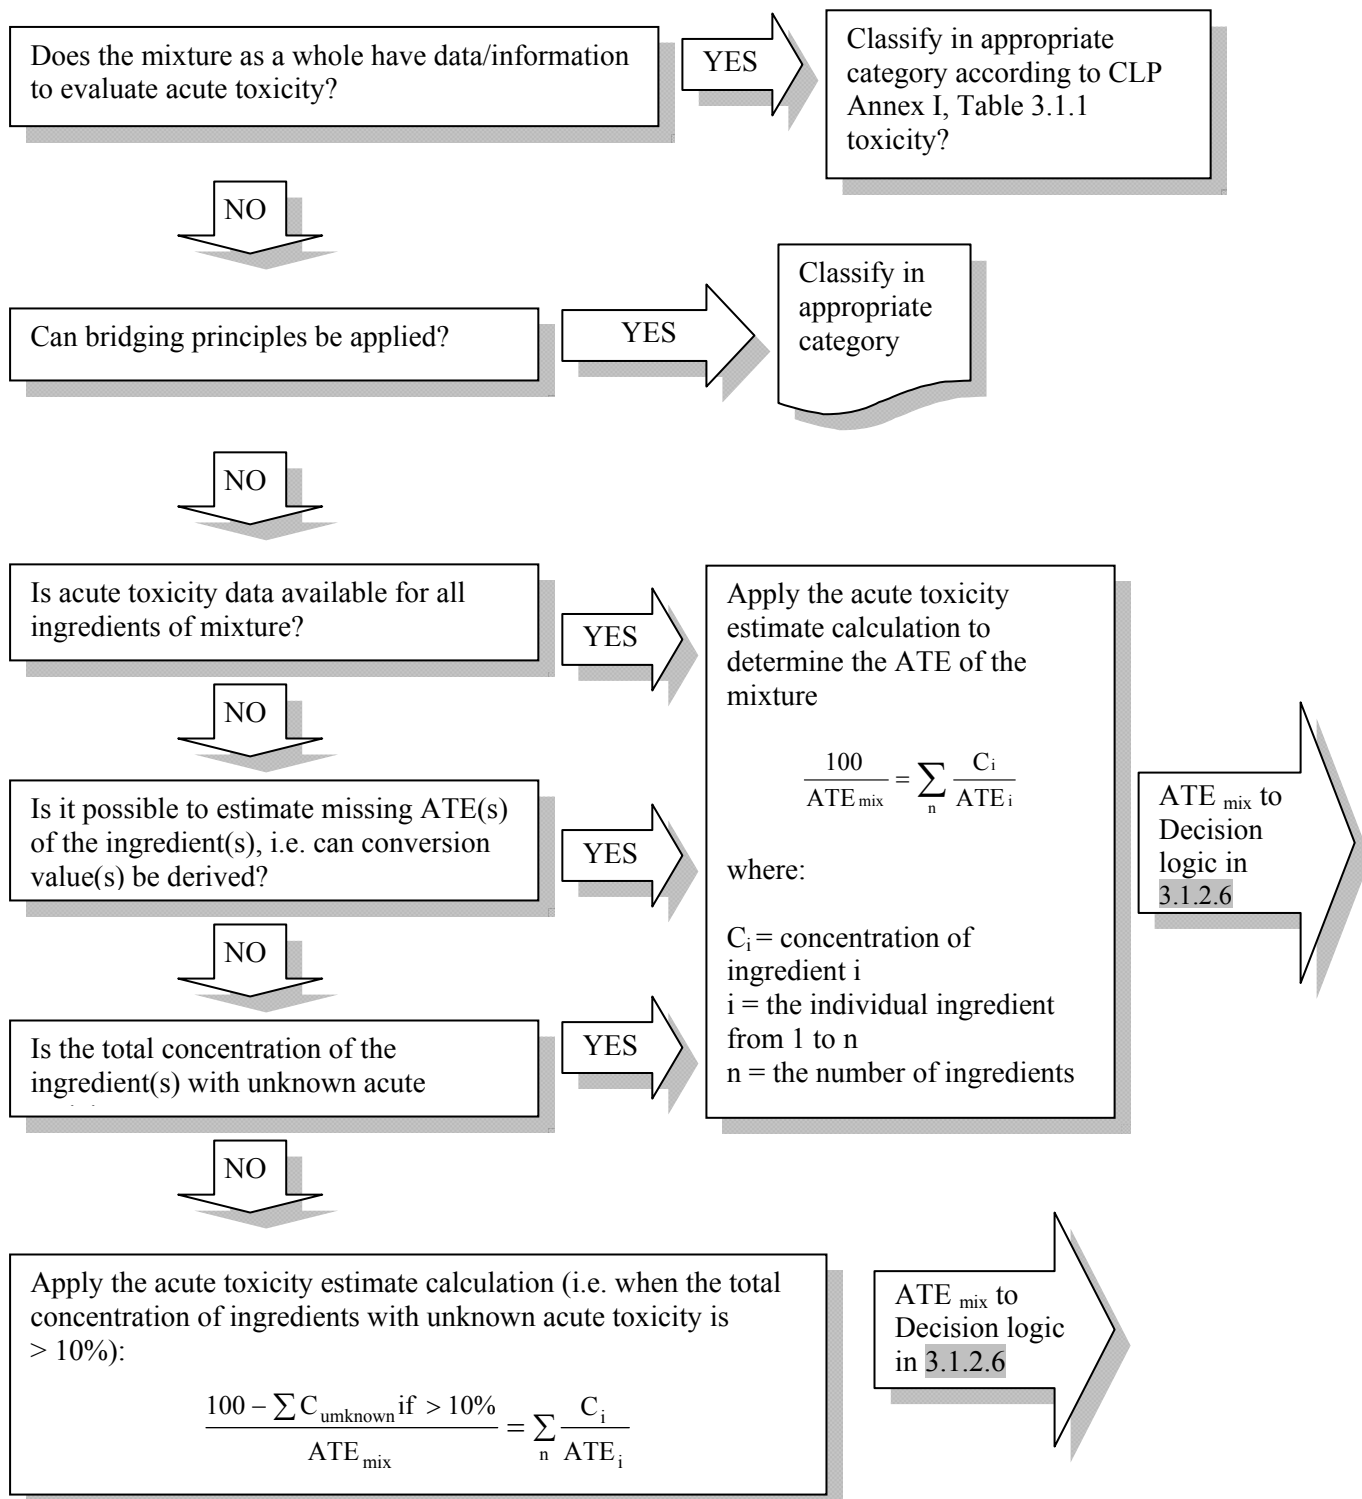 Does the mixture as a whole have data/information
to evaluate acute toxicity?
YES
Classify in appropriate
category according to CLP
Annex I, Table 3.1.1
toxicity?
NO
Can bridging principles be applied?
YES
Classify in
appropriate
category
NO
Is acute toxicity data available for all
ingredients of mixture?
YES
Apply the acute toxicity
estimate calculation to
determine the ATE of the
mixture
100 / ATE mix = ∑ n C i / ATE i
where:
C i = concentration of
ingredient i
i = the individual ingredient
from 1 to n
n = the number of ingredients
ATE mix to
Decision
logic in
3.1.2.6
NO
Is it possible to estimate missing ATE(s)
of the ingredient(s), i.e. can conversion
value(s) be derived?
YES
NO
Is the total concentration of the
ingredient(s) with unknown acute
YES
NO
Apply the acute toxicity estimate calculation (i.e. when the total
concentration of ingredients with unknown acute toxicity is
> 10%):
100 − ∑ C umknown if > 10% / ATE mix = ∑ n C i / ATE i
ATE mix to
Decision logic
in 3.1.2.6